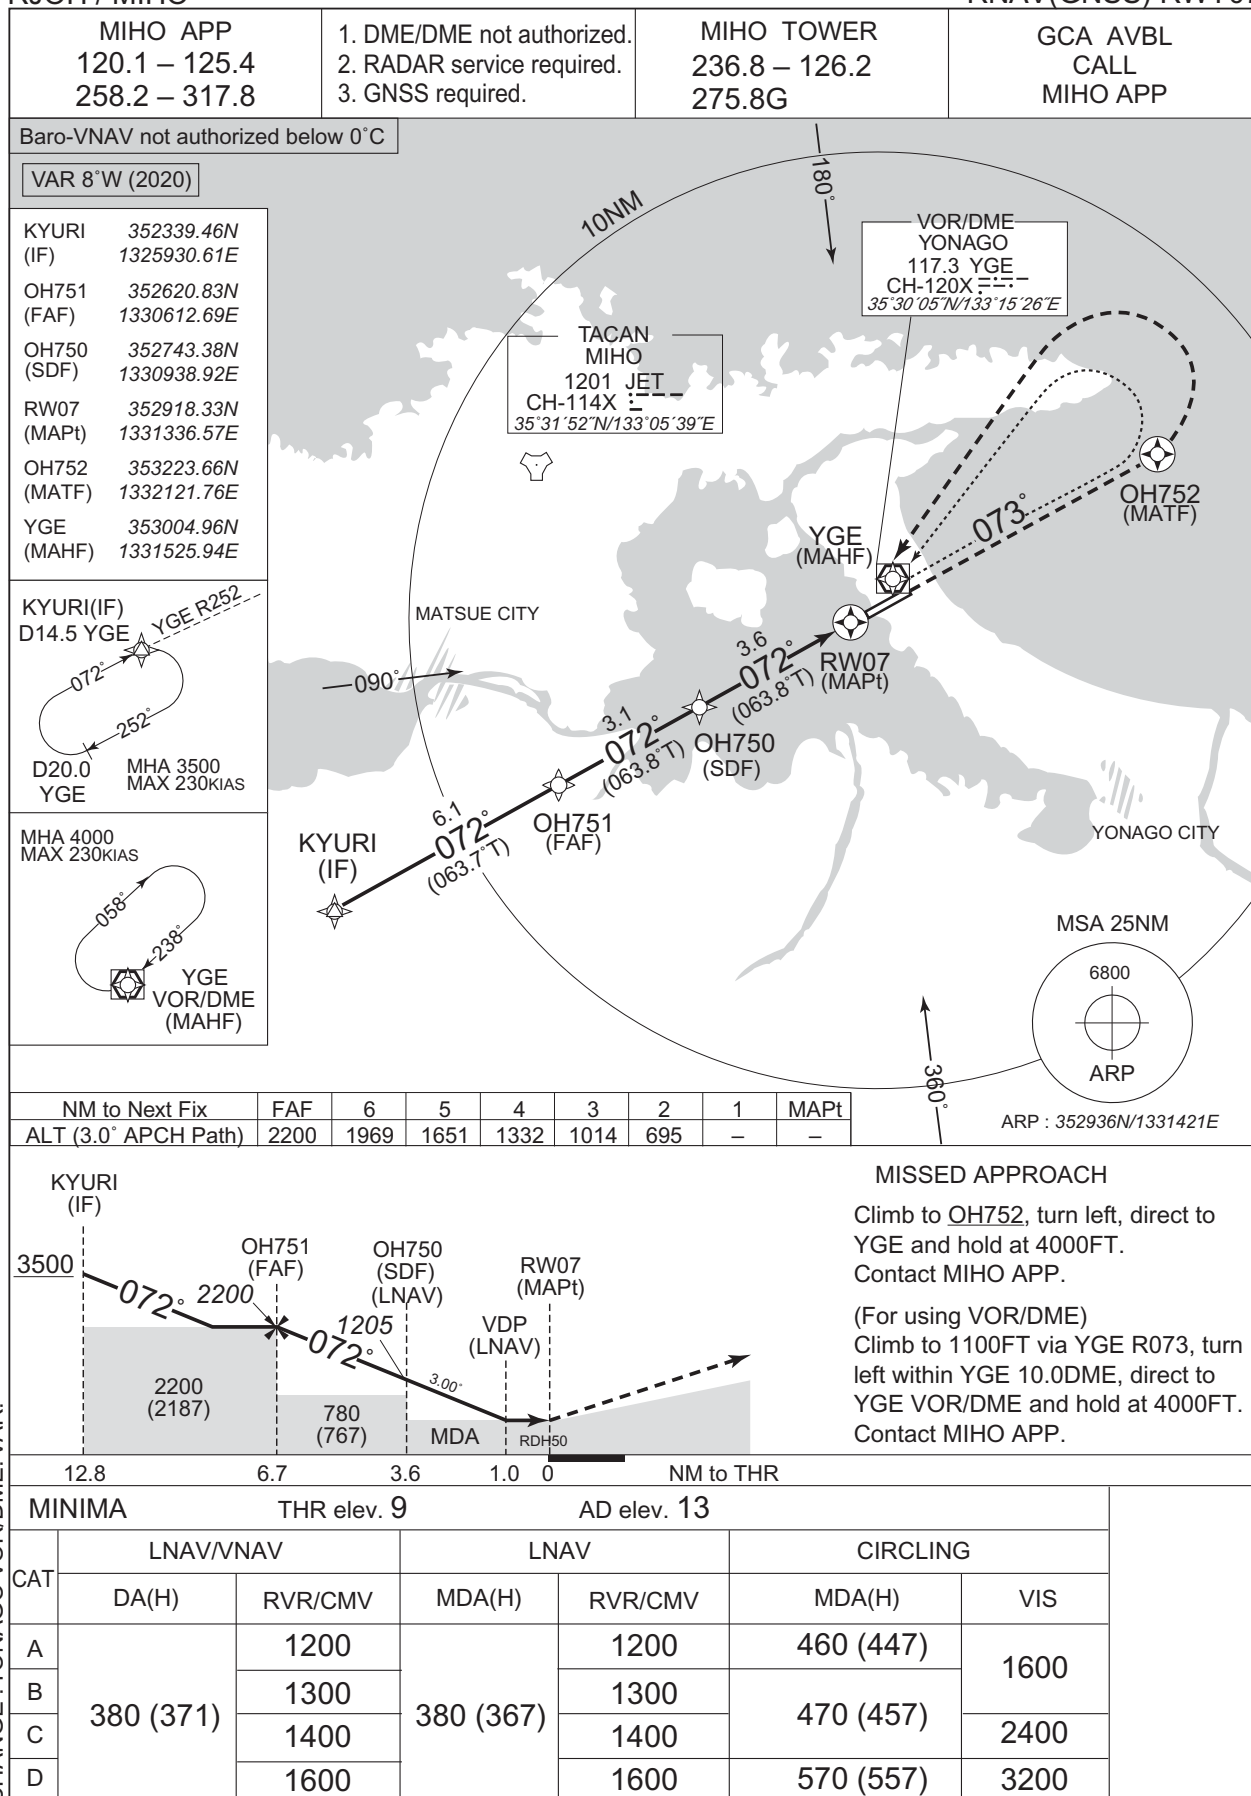 MIHO APP
120.1 – 125.4
258.2 – 317.8
1. DME/DME not authorized.
2. RADAR service required.
3. GNSS required.
MIHO TOWER
236.8 – 126.2
275.8G
GCA AVBL
CALL
MIHO APP
Baro-VNAV not authorized below 0˚C
VAR 8˚W (2020)
KYURI 352339.46N
(IF) 1325930.61E
OH751 352620.83N
(FAF) 1330612.69E
OH750 352743.38N
(SDF) 1330938.92E
RW07 352918.33N
(MAPt) 1331336.57E
OH752 353223.66N
(MATF) 1332121.76E
YGE 353004.96N
(MAHF) 1331525.94E
KYURI(IF)
D14.5 YGE
YGE R252
072˚
252˚
D20.0
YGE
MHA 3500
MAX 230KIAS
MHA 4000
MAX 230KIAS
058˚
238˚
YGE
VOR/DME
(MAHF)
10NM
180˚
VOR/DME
YONAGO
117.3 YGE
CH-120X
35˚30´05˝N/133˚15´26˝E
TACAN
MIHO
1201 JET
CH-114X
35˚31´52˝N/133˚05´39˝E
OH752
(MATF)
073˚
YGE
(MAHF)
MATSUE CITY
090˚
3.6
072˚
(063.8˚T)
RW07
(MAPt)
3.1
072˚
(063.8˚T)
OH750
(SDF)
6.1
072˚
(063.7˚T)
OH751
(FAF)
KYURI
(IF)
YONAGO CITY
MSA 25NM
6800
ARP
360˚
ARP : 352936N/1331421E
NM to Next Fix FAF 6 5 4 3 2 1 MAPt
ALT (3.0˚ APCH Path) 2200 1969 1651 1332 1014 695 – –
KYURI
(IF)
3500
072˚
2200
OH751
(FAF)
072˚
1205
OH750
(SDF)
(LNAV)
3.00˚
VDP
(LNAV)
RW07
(MAPt)
2200
(2187)
780
(767)
MDA
RDH50
12.8 6.7 3.6 1.0 0 NM to THR
MISSED APPROACH
Climb to OH752, turn left, direct to
YGE and hold at 4000FT.
Contact MIHO APP.
(For using VOR/DME)
Climb to 1100FT via YGE R073, turn
left within YGE 10.0DME, direct to
YGE VOR/DME and hold at 4000FT.
Contact MIHO APP.
MINIMA THR elev. 9 AD elev. 13
CAT LNAV/VNAV LNAV CIRCLING
DA(H) RVR/CMV MDA(H) RVR/CMV MDA(H) VIS
A 1200 1200 460 (447) 1600
B 380 (371) 1300 380 (367) 1300 470 (457)
C 1400 1400 2400
D 1600 1600 570 (557) 3200